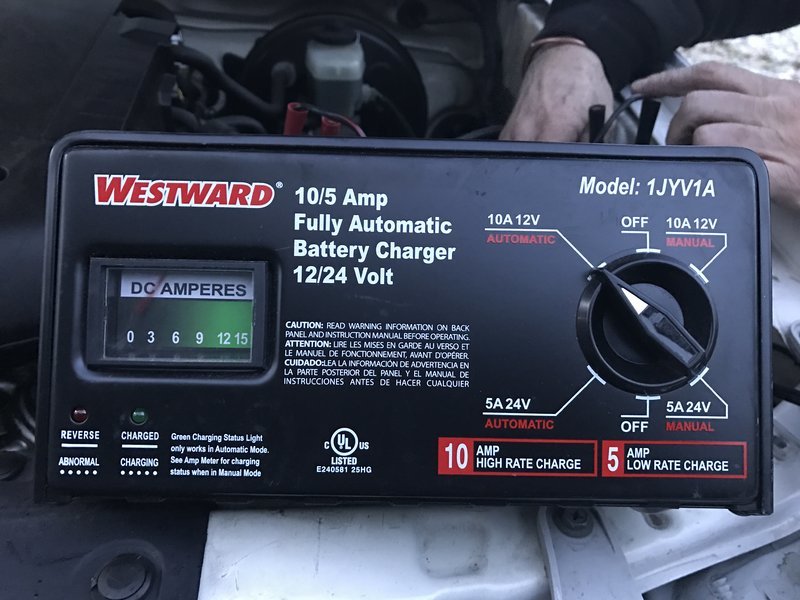 WESTWARD®
10/5 Amp
Fully Automatic
Battery Charger
12/24 Volt
Model: 1JYV1A
10A 12V
AUTOMATIC
OFF
10A 12V
MANUAL
DC AMPERES
0 3 6 9 12 15
CAUTION: READ WARNING INFORMATION ON BACK
PANEL AND INSTRUCTION MANUAL BEFORE OPERATING.
ATTENTION: LIRE LES MISES EN GARDE AU VERSO ET
LE MANUEL DE FONCTIONNEMENT, AVANT D'OPÉRER.
CUIDADO:LEA LA INFORMACIÓN DE ADVERTENCIA EN
LA PARTE POSTERIOR DEL PANEL Y EL MANUAL DE
INSTRUCCIONES ANTES DE HACER CUALQUIER
5A 24V
AUTOMATIC
OFF
5A 24V
MANUAL
REVERSE
ABNORMAL
CHARGED
CHARGING
Green Charging Status Light
only works in Automatic Mode.
See Amp Meter for charging
status when in Manual Mode
C UL US
LISTED
E240581 25HG
10 AMP
HIGH RATE CHARGE
5 AMP
LOW RATE CHARGE